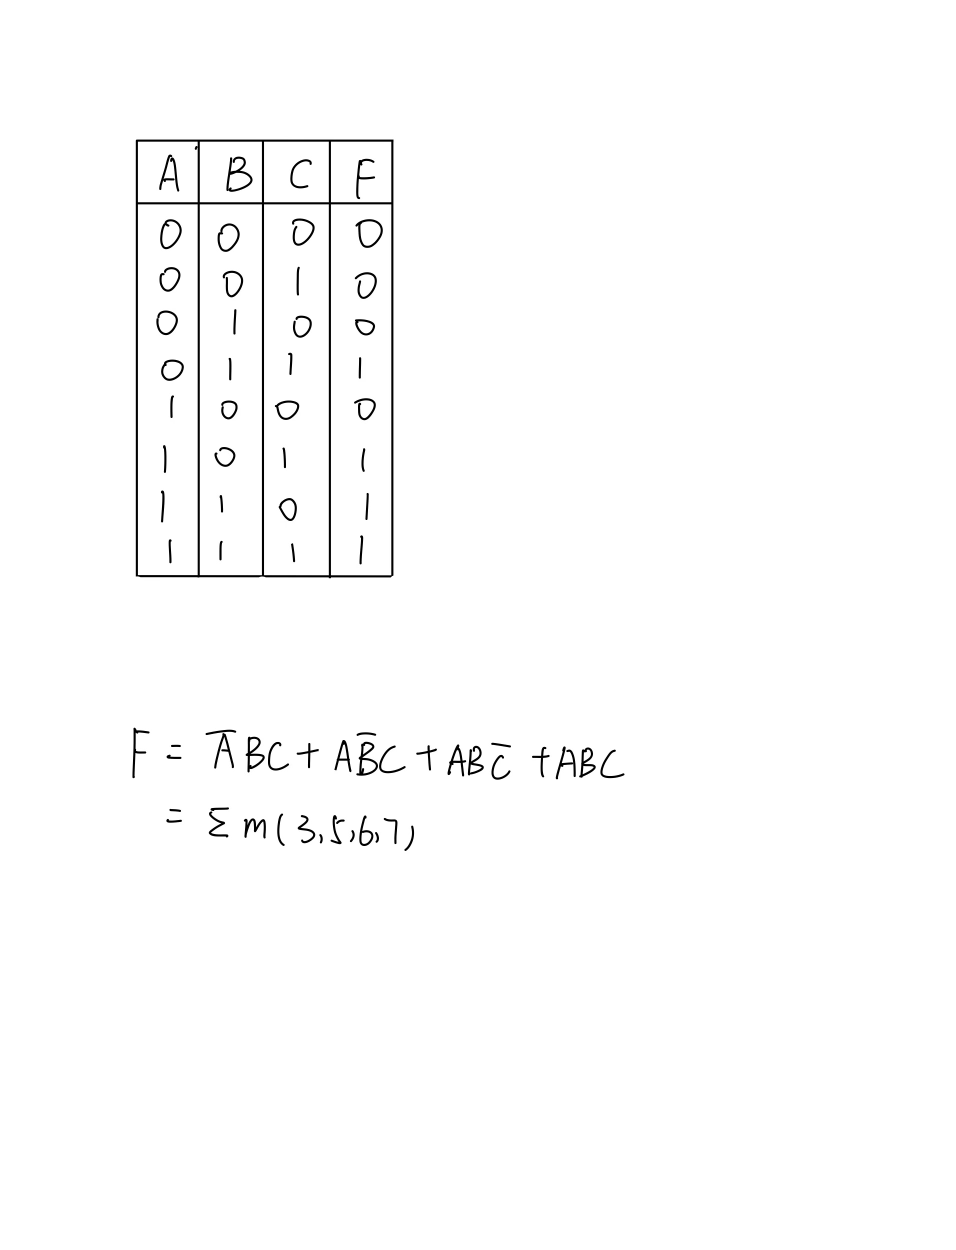 A B C F
0 0 0 0
0 0 1 0
0 1 0 0
0 1 1 1
1 0 0 0
1 0 1 1
1 1 0 1
1 1 1 1
F = A̅BC + AB̅C + ABC̅ + ABC
= Σm(3,5,6,7)